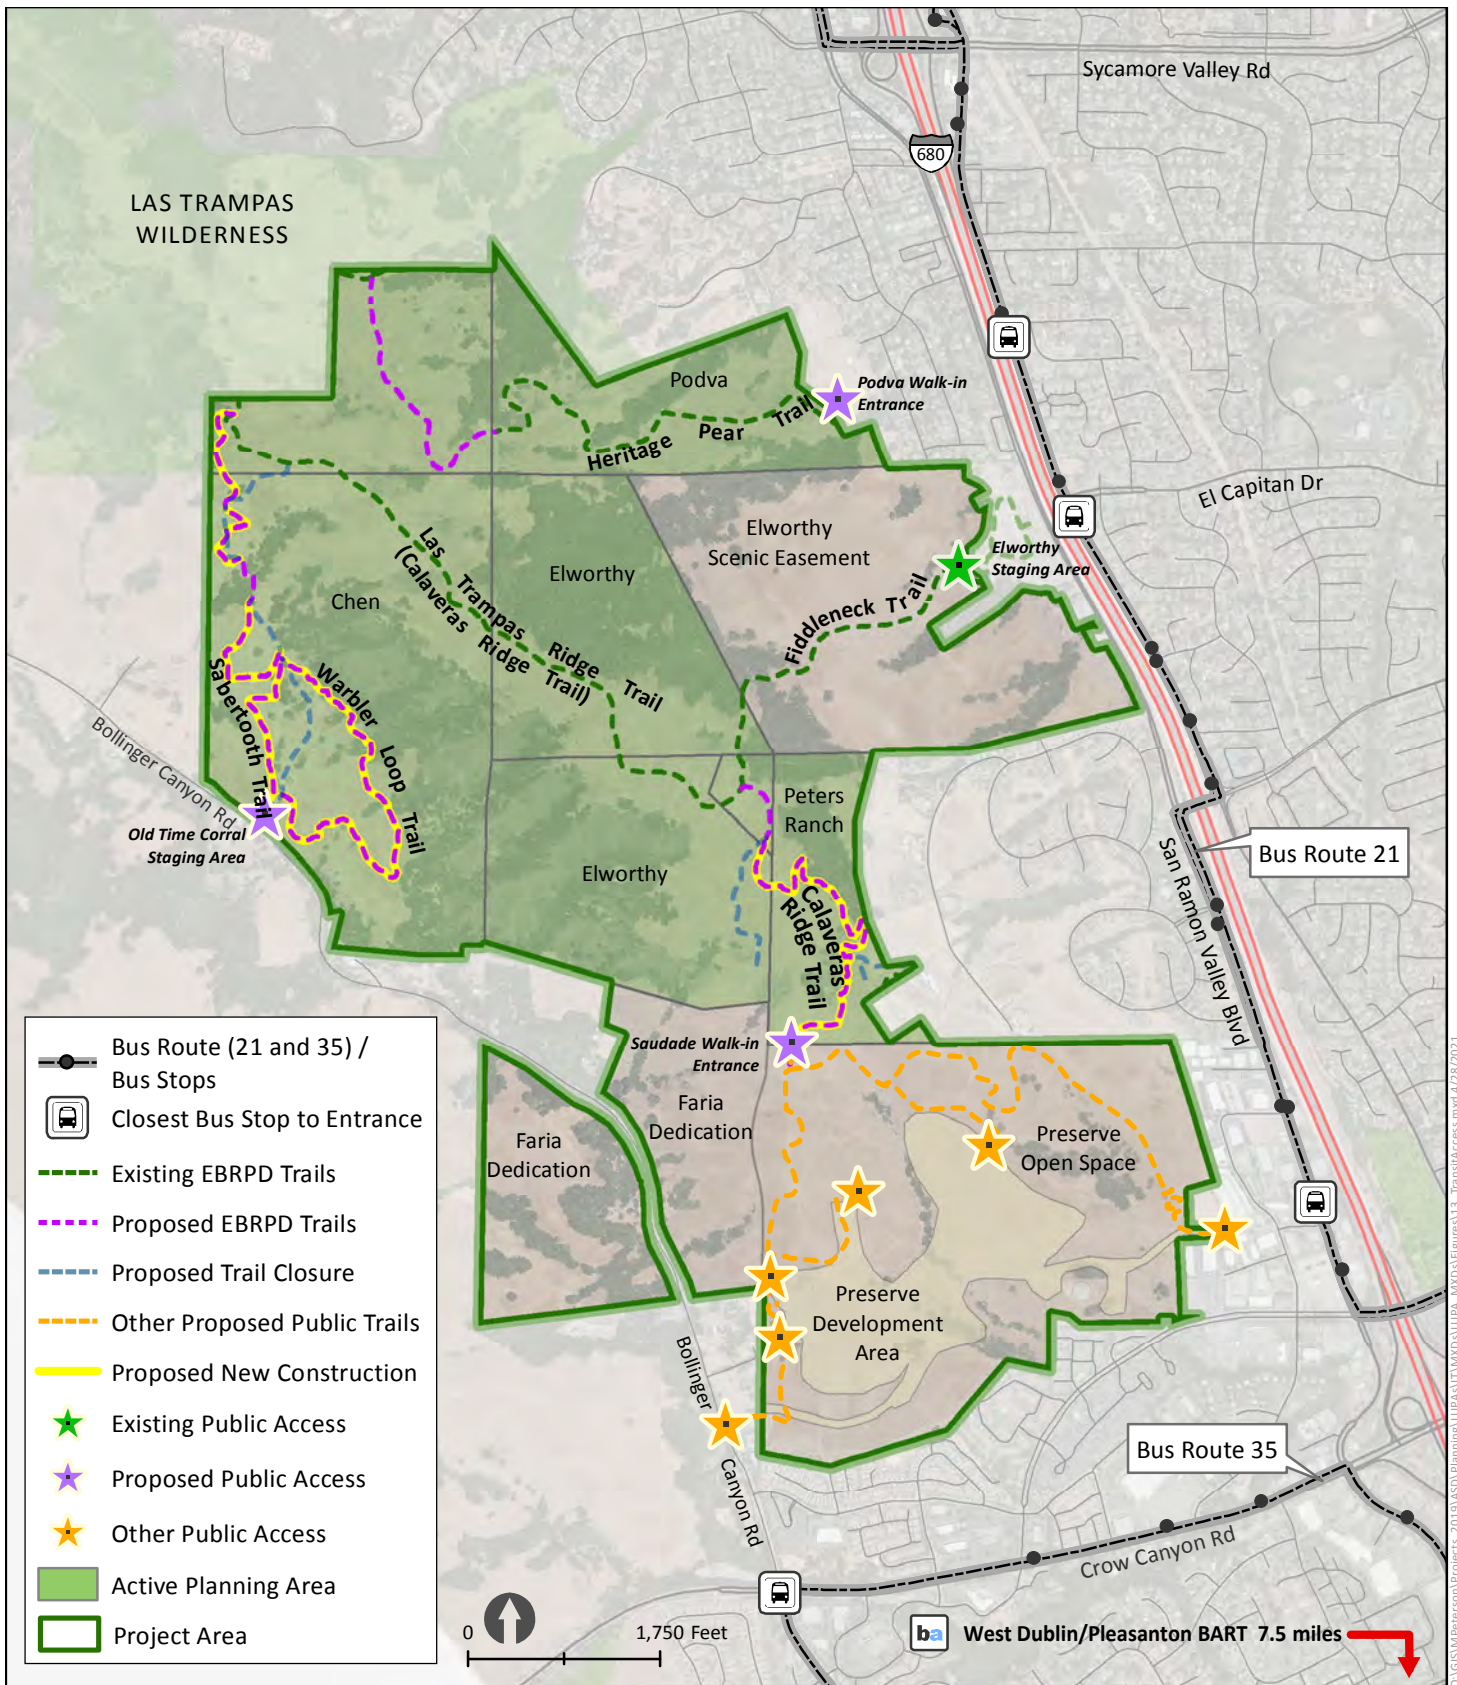 Sycamore Valley Rd
680
LAS TRAMPAS
WILDERNESS
Podva
Podva Walk-in
Entrance
Heritage Pear Trail
El Capitan Dr
Elworthy
Scenic Easement
Elworthy
Staging Area
Elworthy
Chen
Las Trampas Ridge Trail
(Calaveras Ridge Trail)
Fiddleneck Trail
Sabertooth Trail
Warbler Loop Trail
Bollinger Canyon Rd
Old Time Corral
Staging Area
Peters
Ranch
Elworthy
Bus Route 21
San Ramon Valley Blvd
Calaveras
Ridge Trail
Saudade Walk-in
Entrance
Faria
Dedication
Faria
Dedication
Preserve
Open Space
Preserve
Development
Area
Bollinger Canyon Rd
Bus Route 35
Crow Canyon Rd
Bus Route (21 and 35) /
Bus Stops
Closest Bus Stop to Entrance
Existing EBRPD Trails
Proposed EBRPD Trails
Proposed Trail Closure
Other Proposed Public Trails
Proposed New Construction
Existing Public Access
Proposed Public Access
Other Public Access
Active Planning Area
Project Area
0 1,750 Feet
ba West Dublin/Pleasanton BART 7.5 miles